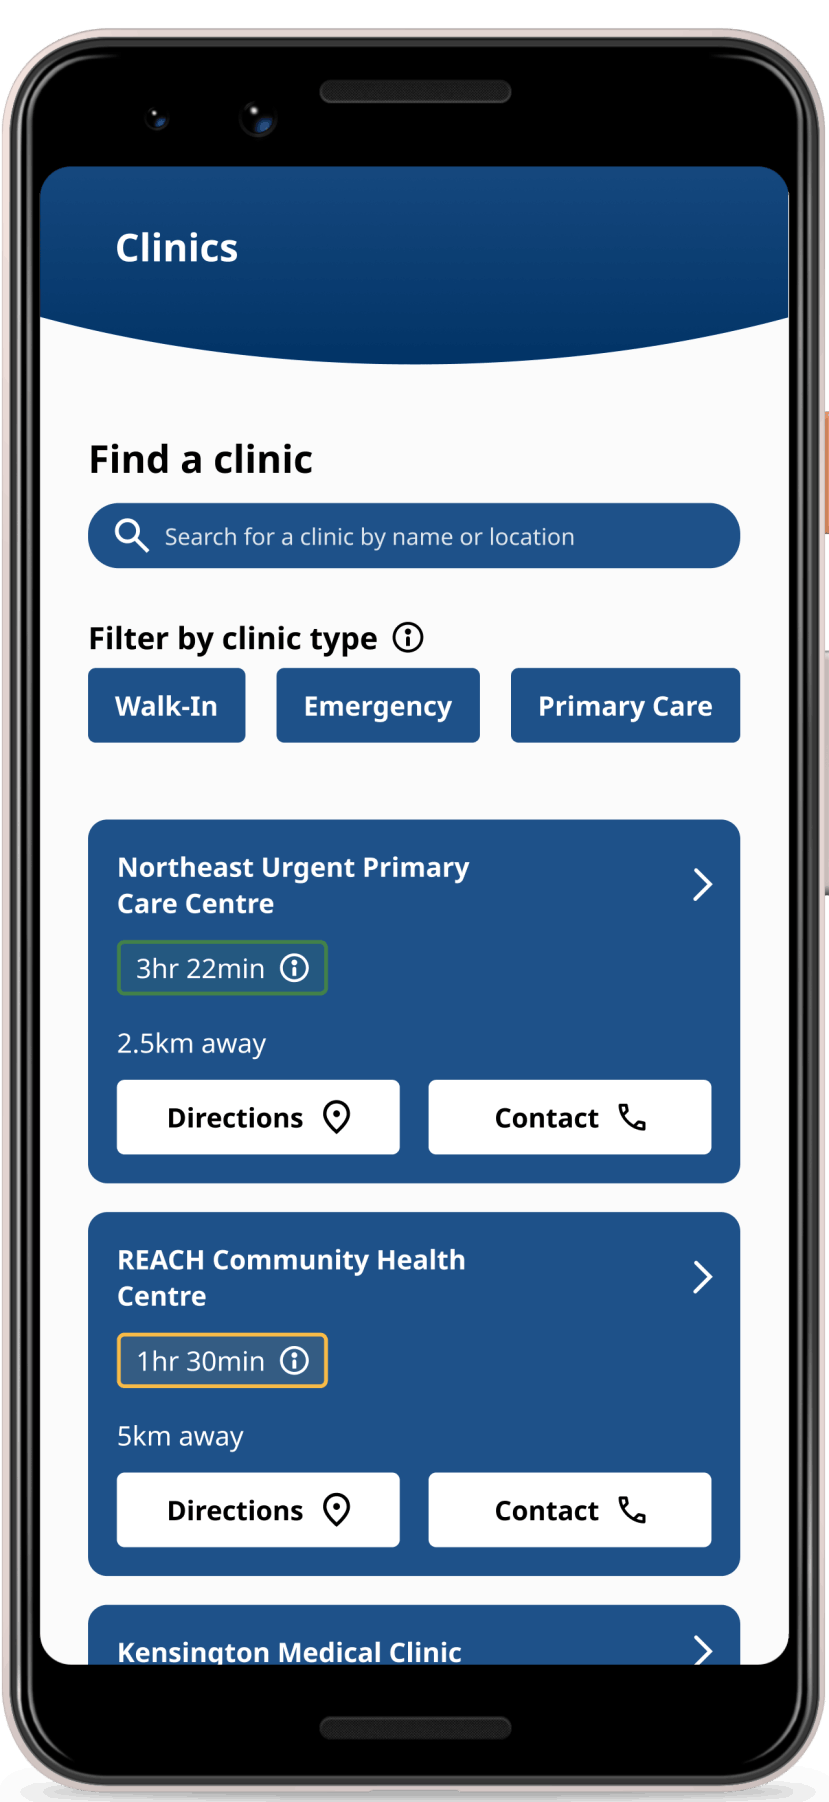 Clinics
Find a clinic
Search for a clinic by name or location
Filter by clinic type
Walk-In
Emergency
Primary Care
Northeast Urgent Primary
Care Centre
3hr 22min
2.5km away
Directions
Contact
REACH Community Health
Centre
1hr 30min
5km away
Directions
Contact
Kensington Medical Clinic